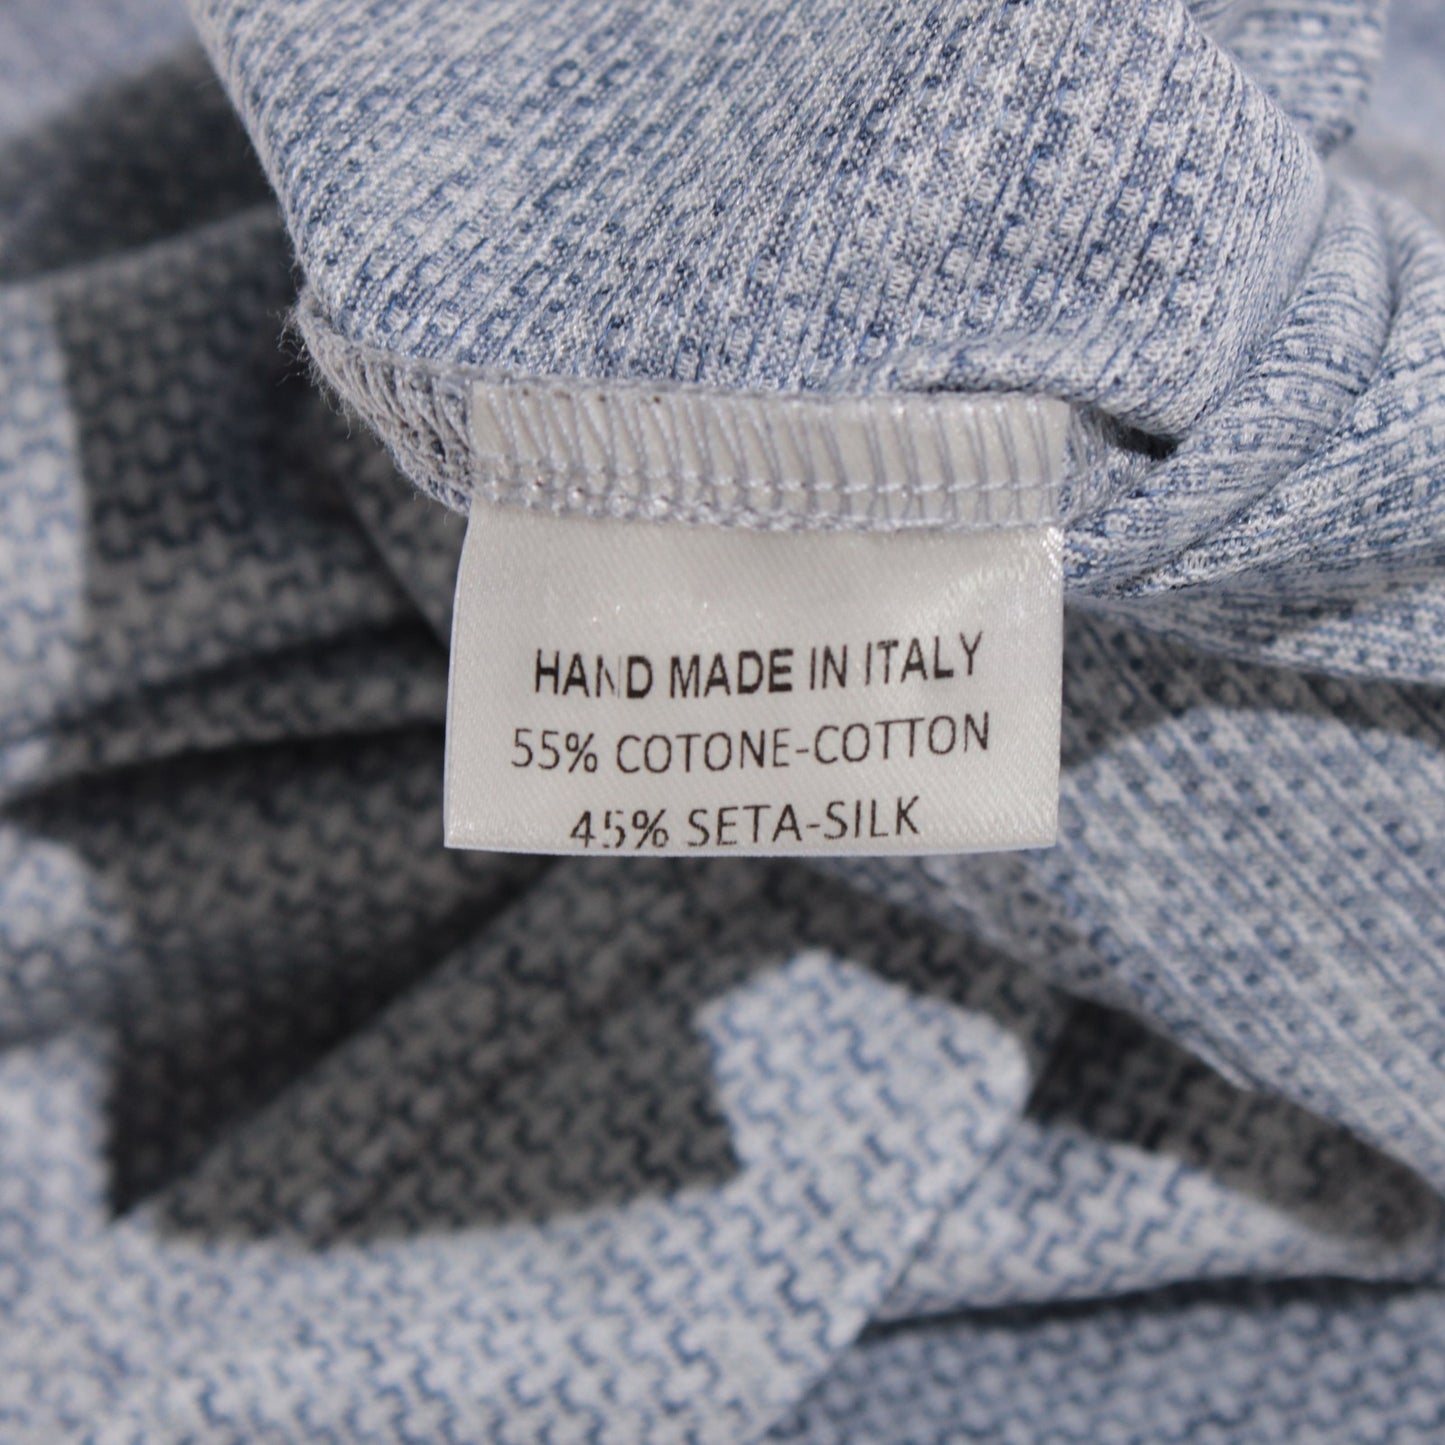 HAND MADE IN ITALY
55% COTONE-COTTON
45% SETA-SILK